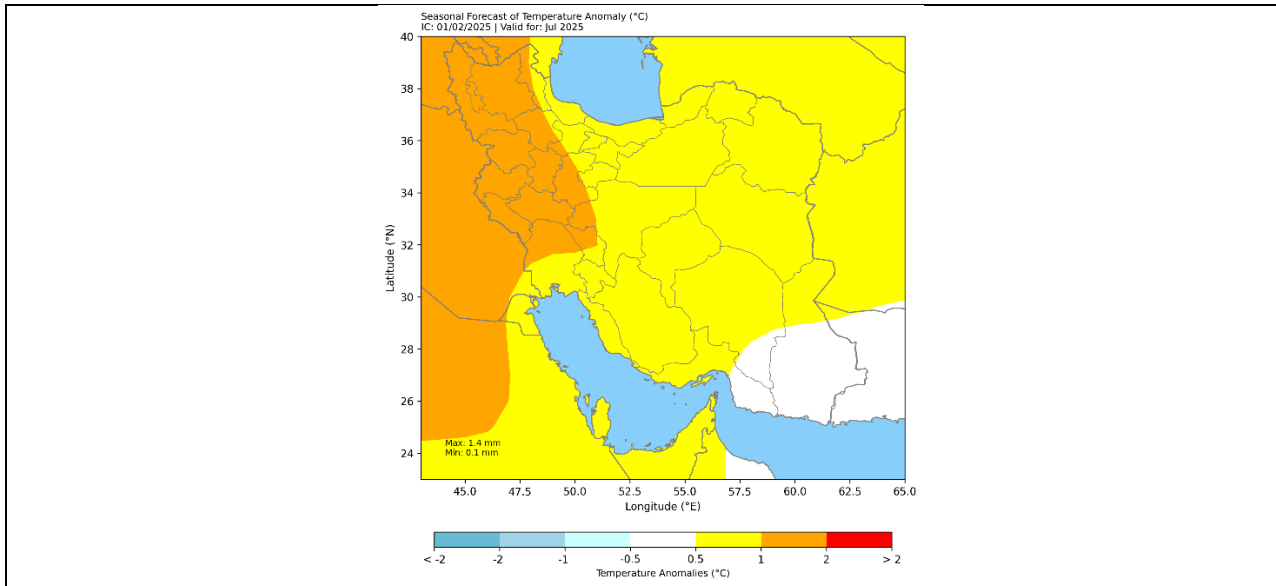 Seasonal Forecast of Temperature Anomaly (°C)
IC: 01/02/2025 | Valid for: Jul 2025
40
38
36
34
32
30
28
26
24
Latitude (°N)
Max: 1.4 mm
Min: 0.1 mm
45.0 47.5 50.0 52.5 55.0 57.5 60.0 62.5 65.0
Longitude (°E)
< -2 -2 -1 -0.5 0.5 1 2 > 2
Temperature Anomalies (°C)